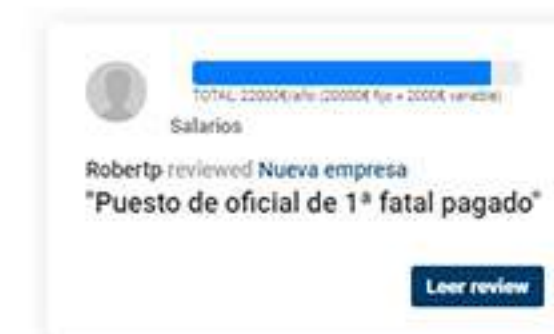 TOTAL: 22000€/año (20000€ fijo + 2000€ variable)
Salarios
Robertp reviewed Nueva empresa
"Puesto de oficial de 1ª fatal pagado"
Leer review